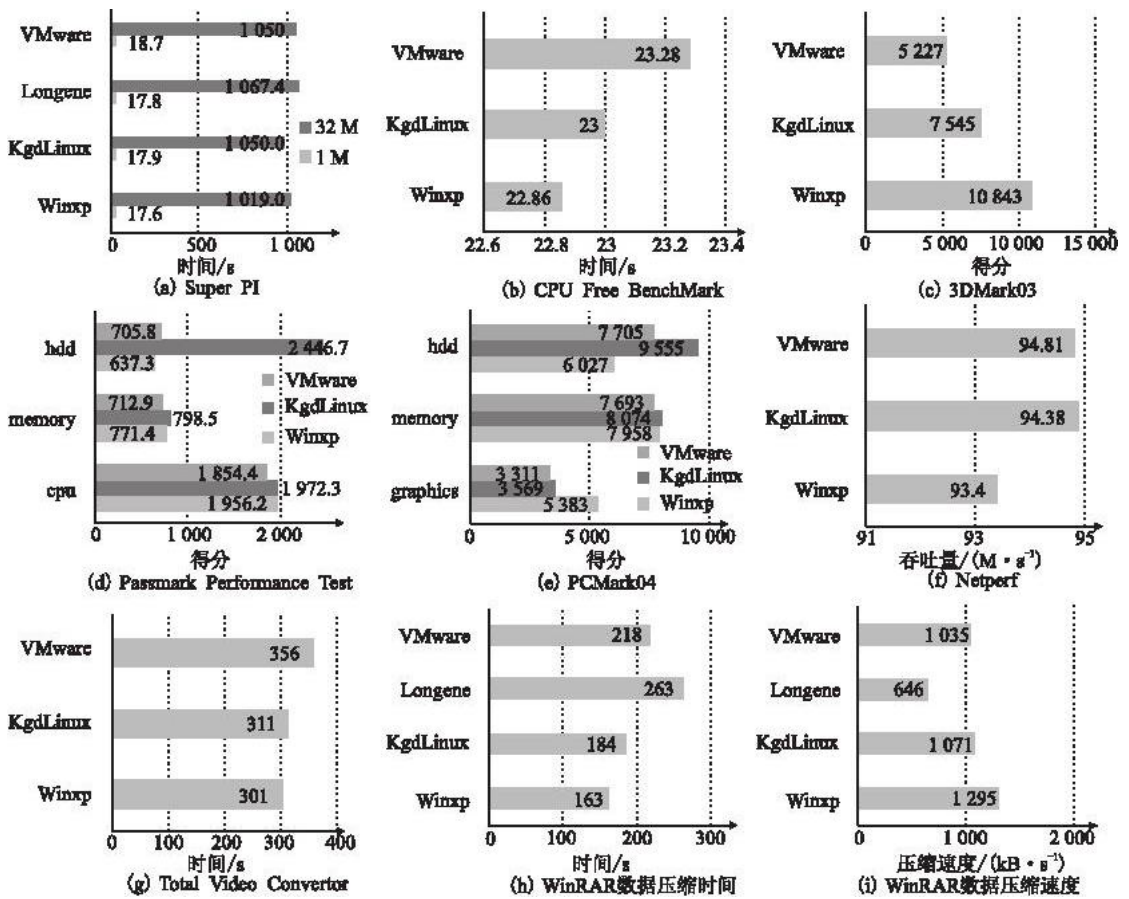 VMware
1 050
18.7
Longene
1 067.4
17.8
KgdLinux
1 050.0
17.9
Winxp
1 019.0
17.6
32 M
1 M
0 500 1 000
时间/s
(a) Super PI
VMware
23.28
KgdLinux
23
Winxp
22.86
22.6 22.8 23 23.2 23.4
时间/s
(b) CPU Free BenchMark
VMware
5 227
KgdLinux
7 545
Winxp
10 843
0 5 000 10 000 15 000
得分
(c) 3DMark03
hdd
705.8
2 446.7
637.3
memory
712.9
798.5
771.4
cpu
1 854.4
1 972.3
1 956.2
VMware
KgdLinux
Winxp
0 1 000 2 000
得分
(d) Passmark Performance Test
hdd
7 705
9 555
6 027
memory
7 693
8 074
7 958
graphics
3 311
3 569
5 383
VMware
KgdLinux
Winxp
0 5 000 10 000
得分
(e) PCMark04
VMware
94.81
KgdLinux
94.38
Winxp
93.4
91 93 95
吞吐量/(M·s⁻¹)
(f) Netperf
VMware
356
KgdLinux
311
Winxp
301
0 100 200 300 400
时间/s
(g) Total Video Convertor
VMware
218
Longene
263
KgdLinux
184
Winxp
163
0 100 200 300
时间/s
(h) WinRAR数据压缩时间
VMware
1 035
Longene
646
KgdLinux
1 071
Winxp
1 295
0 1 000 2 000
压缩速度/(kB·s⁻¹)
(i) WinRAR数据压缩速度